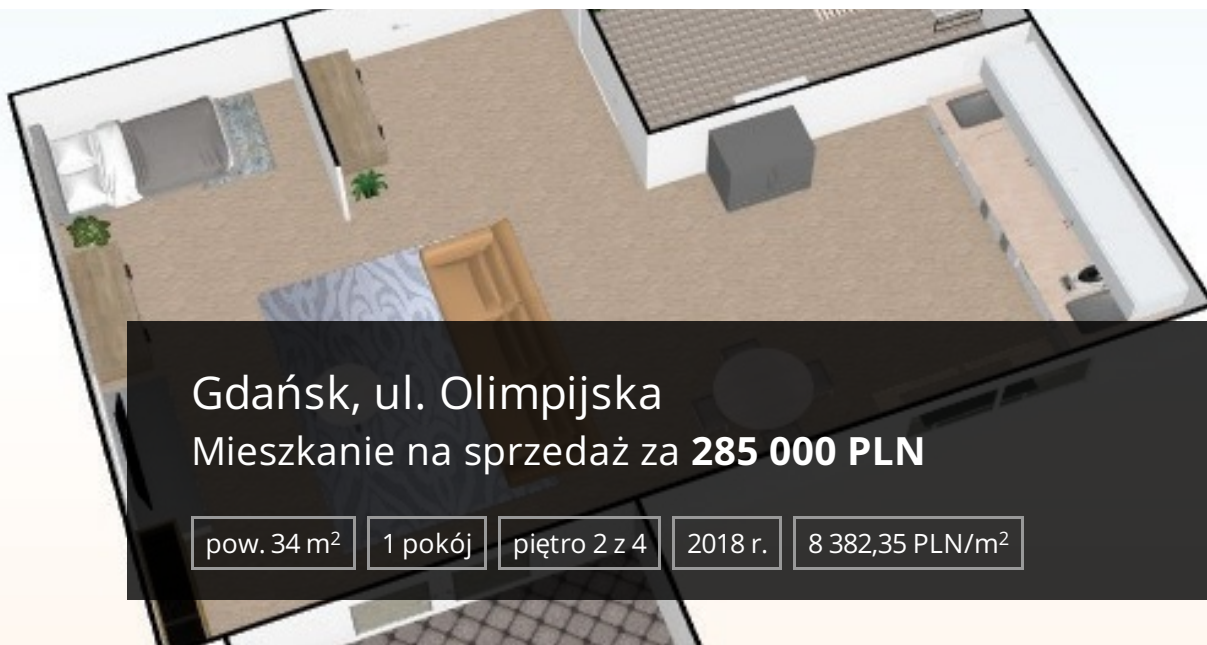 Gdańsk, ul. Olimpijska
Mieszkanie na sprzedaż za 285 000 PLN
pow. 34 m² 1 pokój piętro 2 z 4 2018 r. 8 382,35 PLN/m²